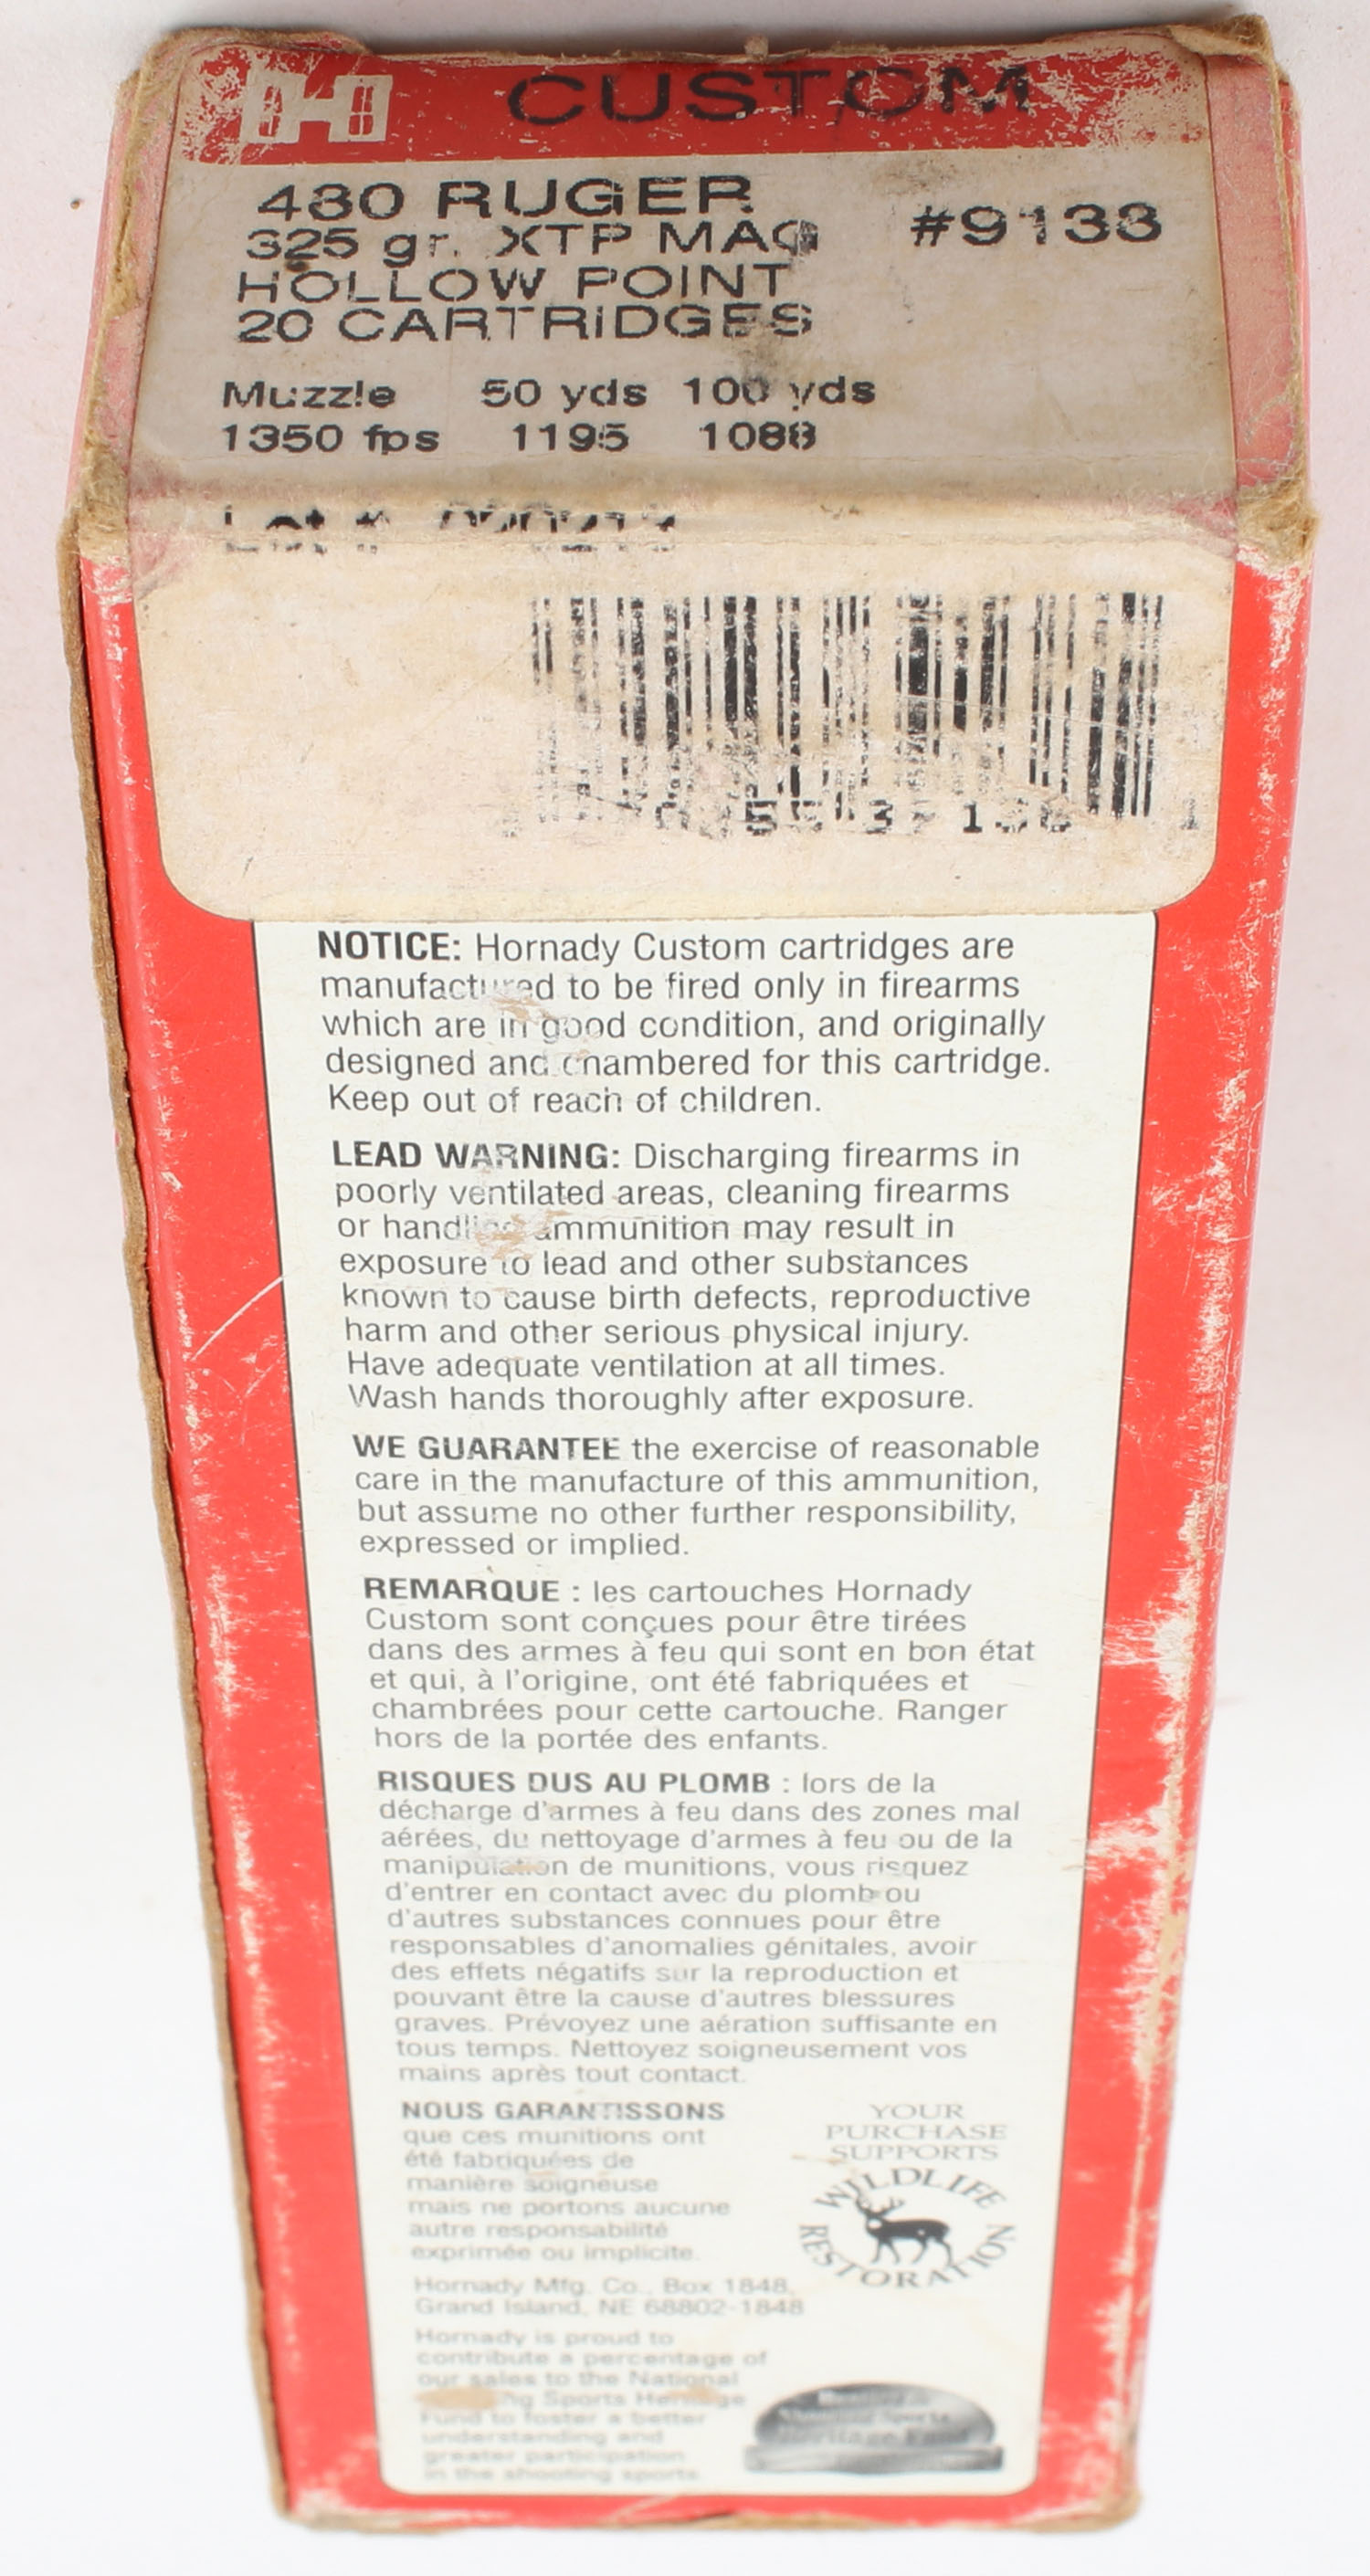 H CUSTOM
480 RUGER
325 gr. XTP MAG
#9138
HOLLOW POINT
20 CARTRIDGES
Muzzle 50 yds 100 yds
1350 fps 1195 1088
Lot #
NOTICE: Hornady Custom cartridges are
manufactured to be fired only in firearms
which are in good condition, and originally
designed and chambered for this cartridge.
Keep out of reach of children.
LEAD WARNING: Discharging firearms in
poorly ventilated areas, cleaning firearms
or handling ammunition may result in
exposure to lead and other substances
known to cause birth defects, reproductive
harm and other serious physical injury.
Have adequate ventilation at all times.
Wash hands thoroughly after exposure.
WE GUARANTEE the exercise of reasonable
care in the manufacture of this ammunition,
but assume no other further responsibility,
expressed or implied.
REMARQUE : les cartouches Hornady
Custom sont conçues pour être tirées
dans des armes à feu qui sont en bon état
et qui, à l'origine, ont été fabriquées et
chambrées pour cette cartouche. Ranger
hors de la portée des enfants.
RISQUES DUS AU PLOMB : lors de la
décharge d'armes à feu dans des zones mal
aérées, du nettoyage d'armes à feu ou de la
manipulation de munitions, vous risquez
d'entrer en contact avec du plomb ou
d'autres substances connues pour être
responsables d'anomalies génitales, avoir
des effets négatifs sur la reproduction et
pouvant être la cause d'autres blessures
graves. Prévoyez une aération suffisante en
tous temps. Nettoyez soigneusement vos
mains après tout contact.
NOUS GARANTISSONS
que ces munitions ont
été fabriquées de
manière soigneuse
mais ne portons aucune
autre responsabilité
exprimée ou implicite.
YOUR
PURCHASE
SUPPORTS
WILDLIFE
RESTORATION
Hornady Mfg. Co., Box 1848,
Grand Island, NE 68802-1848
Hornady is proud to
contribute a percentage of
our sales to the National
Sports Heritage
Fund to foster a better
understanding and
greater participation
in the shooting sports.